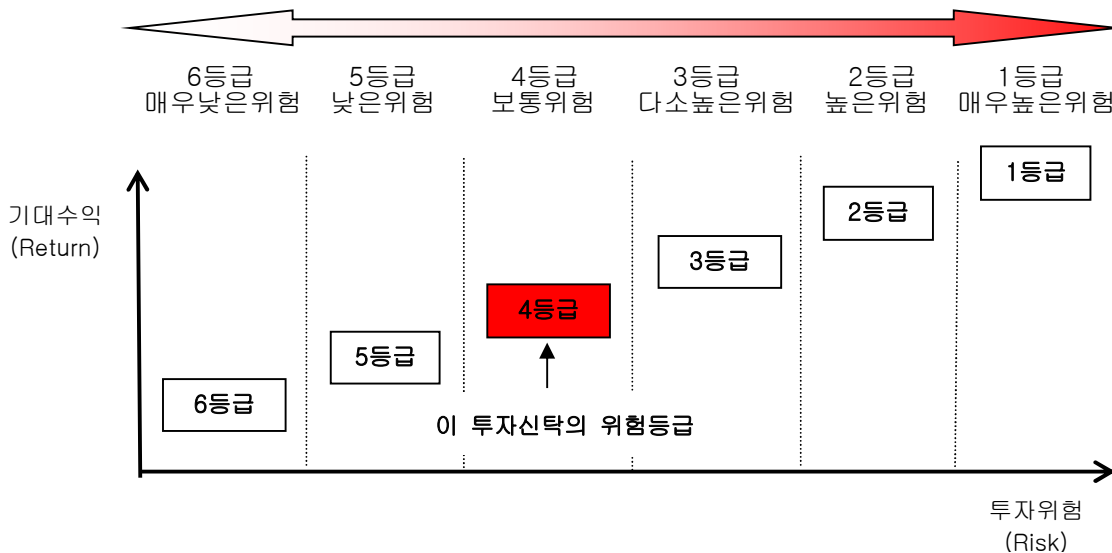 6등급 5등급 4등급 3등급 2등급 1등급
매우낮은위험 낮은위험 보통위험 다소높은위험 높은위험 매우높은위험
1등급
2등급
기대수익
(Return)
3등급
4등급
5등급
6등급
이 투자신탁의 위험등급
투자위험
(Risk)